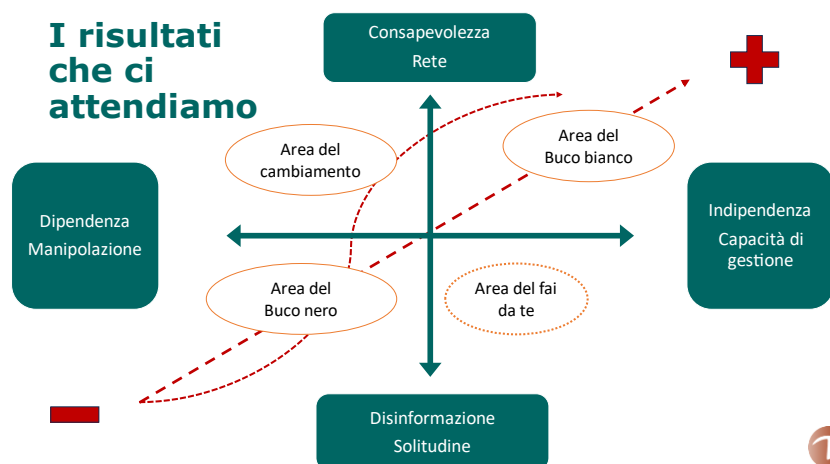 I risultati
che ci
attendiamo
Consapevolezza
Rete
Area del
cambiamento
Area del
Buco bianco
Dipendenza
Manipolazione
Indipendenza
Capacità di
gestione
Area del
Buco nero
Area del fai
da te
Disinformazione
Solitudine